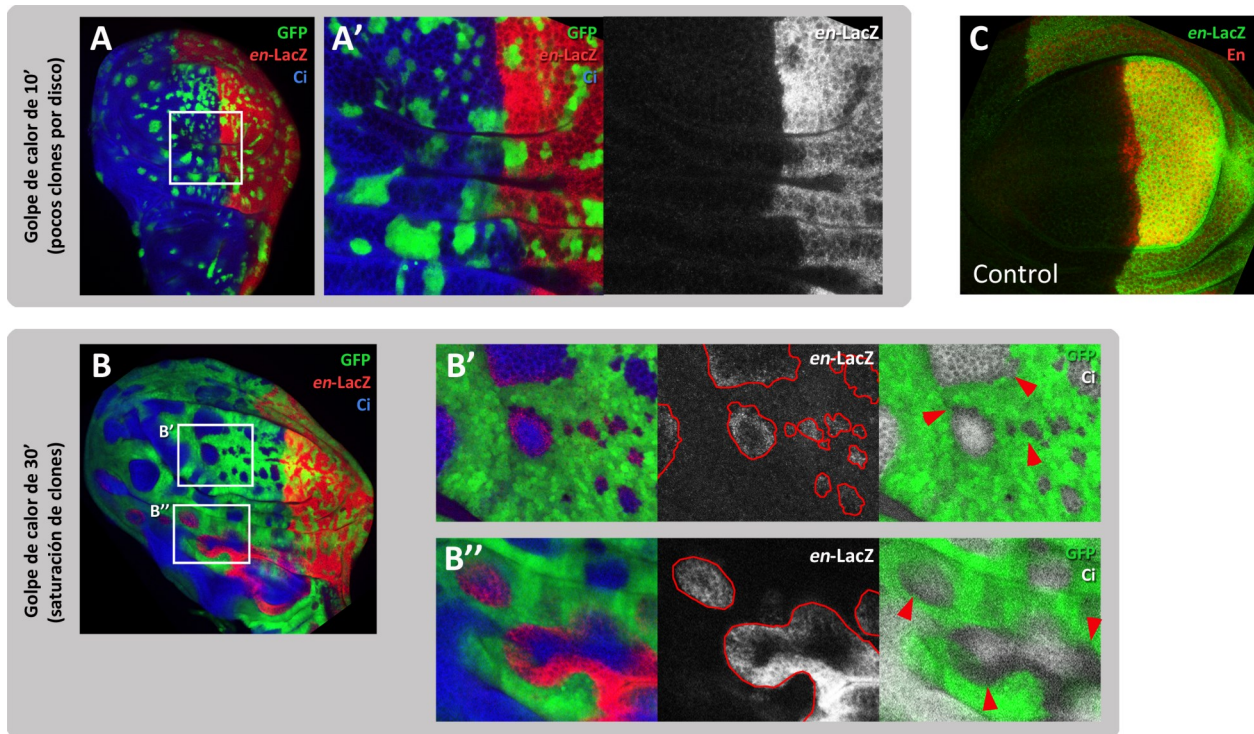 Golpe de calor de 10’
(pocos clones por disco)
A
GFP
en-LacZ
Ci
A’
GFP
en-LacZ
Ci
en-LacZ
C
en-LacZ
En
Control
Golpe de calor de 30’
(saturación de clones)
B
GFP
en-LacZ
Ci
B’
B’’
B’
en-LacZ
GFP
Ci
B’’
en-LacZ
GFP
Ci